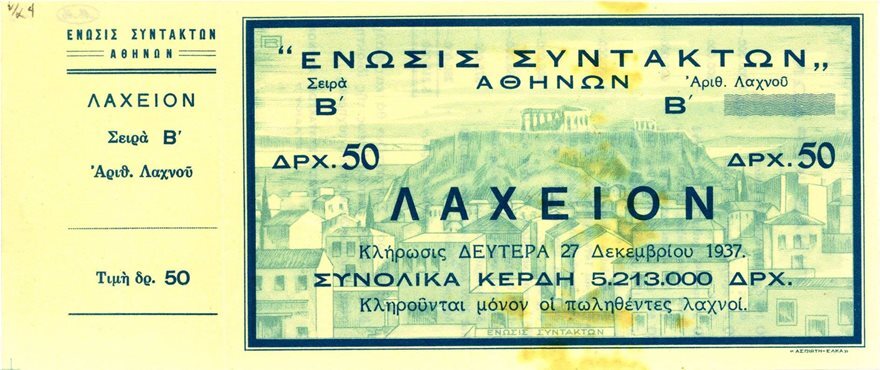 ΕΝΩΣΙΣ ΣΥΝΤΑΚΤΩΝ
ΑΘΗΝΩΝ
ΛΑΧΕΙΟΝ
Σειρὰ Β΄
Ἀριθ. Λαχνοῦ
Τιμὴ δρ. 50
"ΕΝΩΣΙΣ ΣΥΝΤΑΚΤΩΝ„
ΑΘΗΝΩΝ
Σειρὰ
Β΄
Ἀριθ. Λαχνοῦ
Β΄
ΔΡΧ. 50
ΔΡΧ. 50
ΛΑΧΕΙΟΝ
Κλήρωσις ΔΕΥΤΕΡΑ 27 Δεκεμβρίου 1937.
ΣΥΝΟΛΙΚΑ ΚΕΡΔΗ 5.213.000 ΔΡΧ.
Κληροῦνται μόνον οἱ πωληθέντες λαχνοί.
ΕΝΩΣΙΣ ΣΥΝΤΑΚΤΩΝ
«ΑΣΠΙΩΤΗ-ΕΛΚΑ»